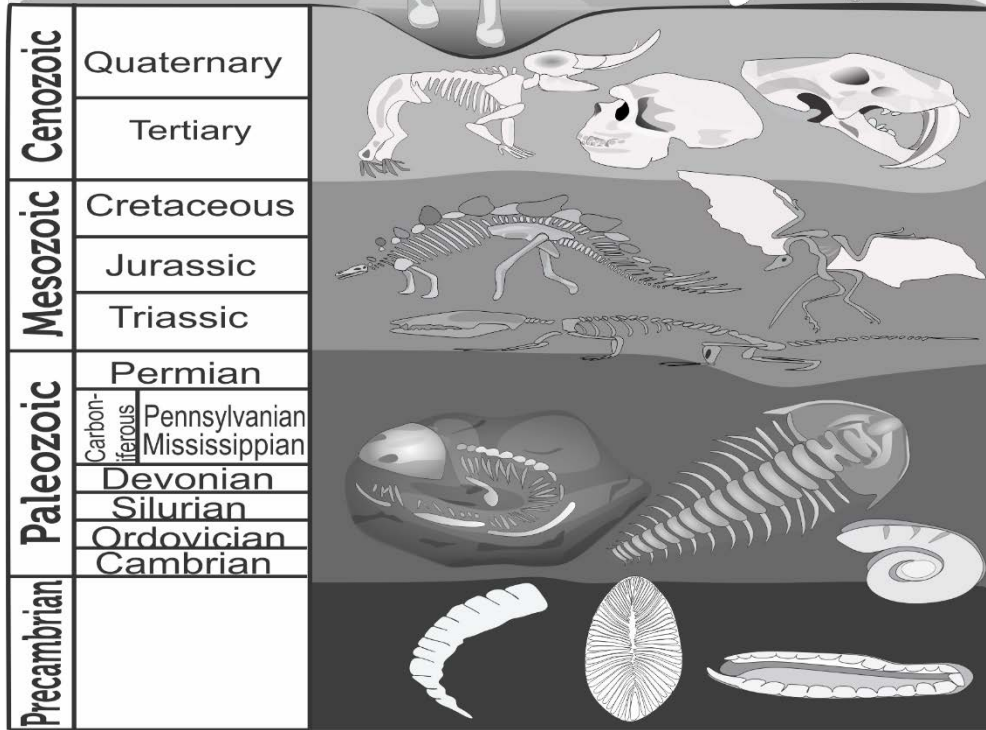 Cenozoic
Quaternary
Tertiary
Mesozoic
Cretaceous
Jurassic
Triassic
Paleozoic
Permian
Carbon-
iferous
Pennsylvanian
Mississippian
Devonian
Silurian
Ordovician
Cambrian
Precambrian